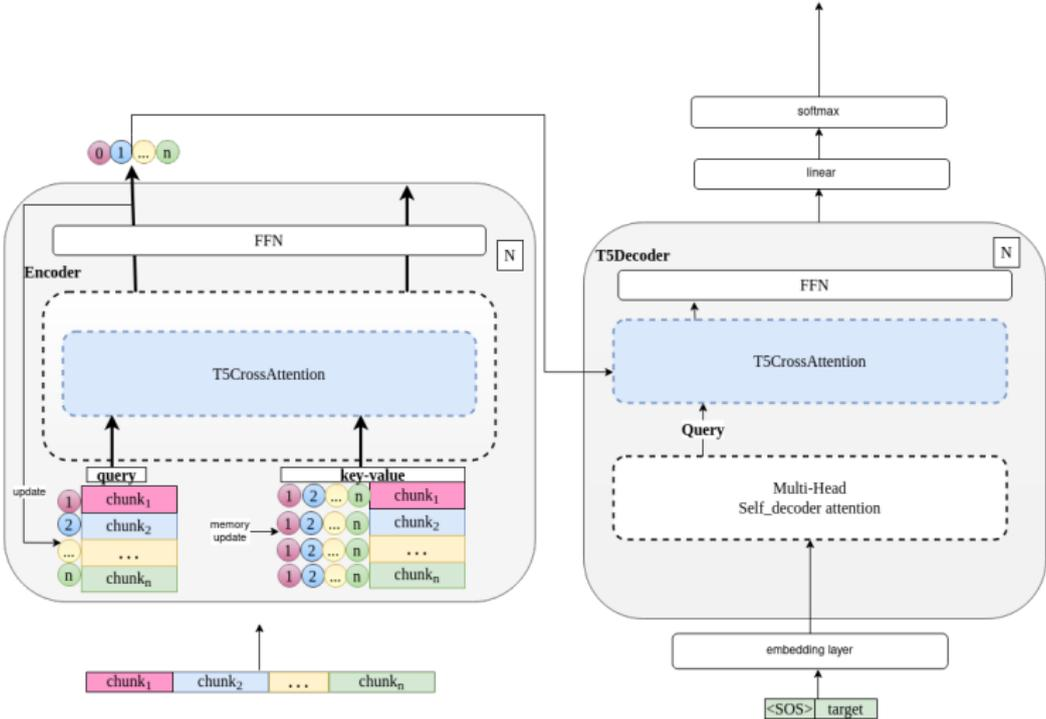 softmax
linear
0 1 ... n
FFN
N
Encoder
T5CrossAttention
query
key-value
update
1 chunk1
2 chunk2
... ...
n chunkn
memory
update
1 2 ... n chunk1
1 2 ... n chunk2
1 2 ... n ...
1 2 ... n chunkn
chunk1 chunk2 ... chunkn
T5Decoder
N
FFN
T5CrossAttention
Query
Multi-Head
Self_decoder attention
embedding layer
<SOS> target